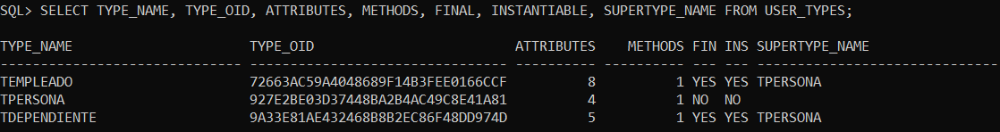 SQL> SELECT TYPE_NAME, TYPE_OID, ATTRIBUTES, METHODS, FINAL, INSTANTIABLE, SUPERTYPE_NAME FROM USER_TYPES;
TYPE_NAME TYPE_OID ATTRIBUTES METHODS FIN INS SUPERTYPE_NAME
------------------------------ -------------------------------- ---------- ---------- --- --- ------------------------------
TEMPLEADO 72663AC59A4048689F14B3FEE0166CCF 8 1 YES YES TPERSONA
TPERSONA 927E2BE03D37448BA2B4AC49C8E41A81 4 1 NO NO
TDEPENDIENTE 9A33E81AE432468B8B2EC86F48DD974D 5 1 YES YES TPERSONA